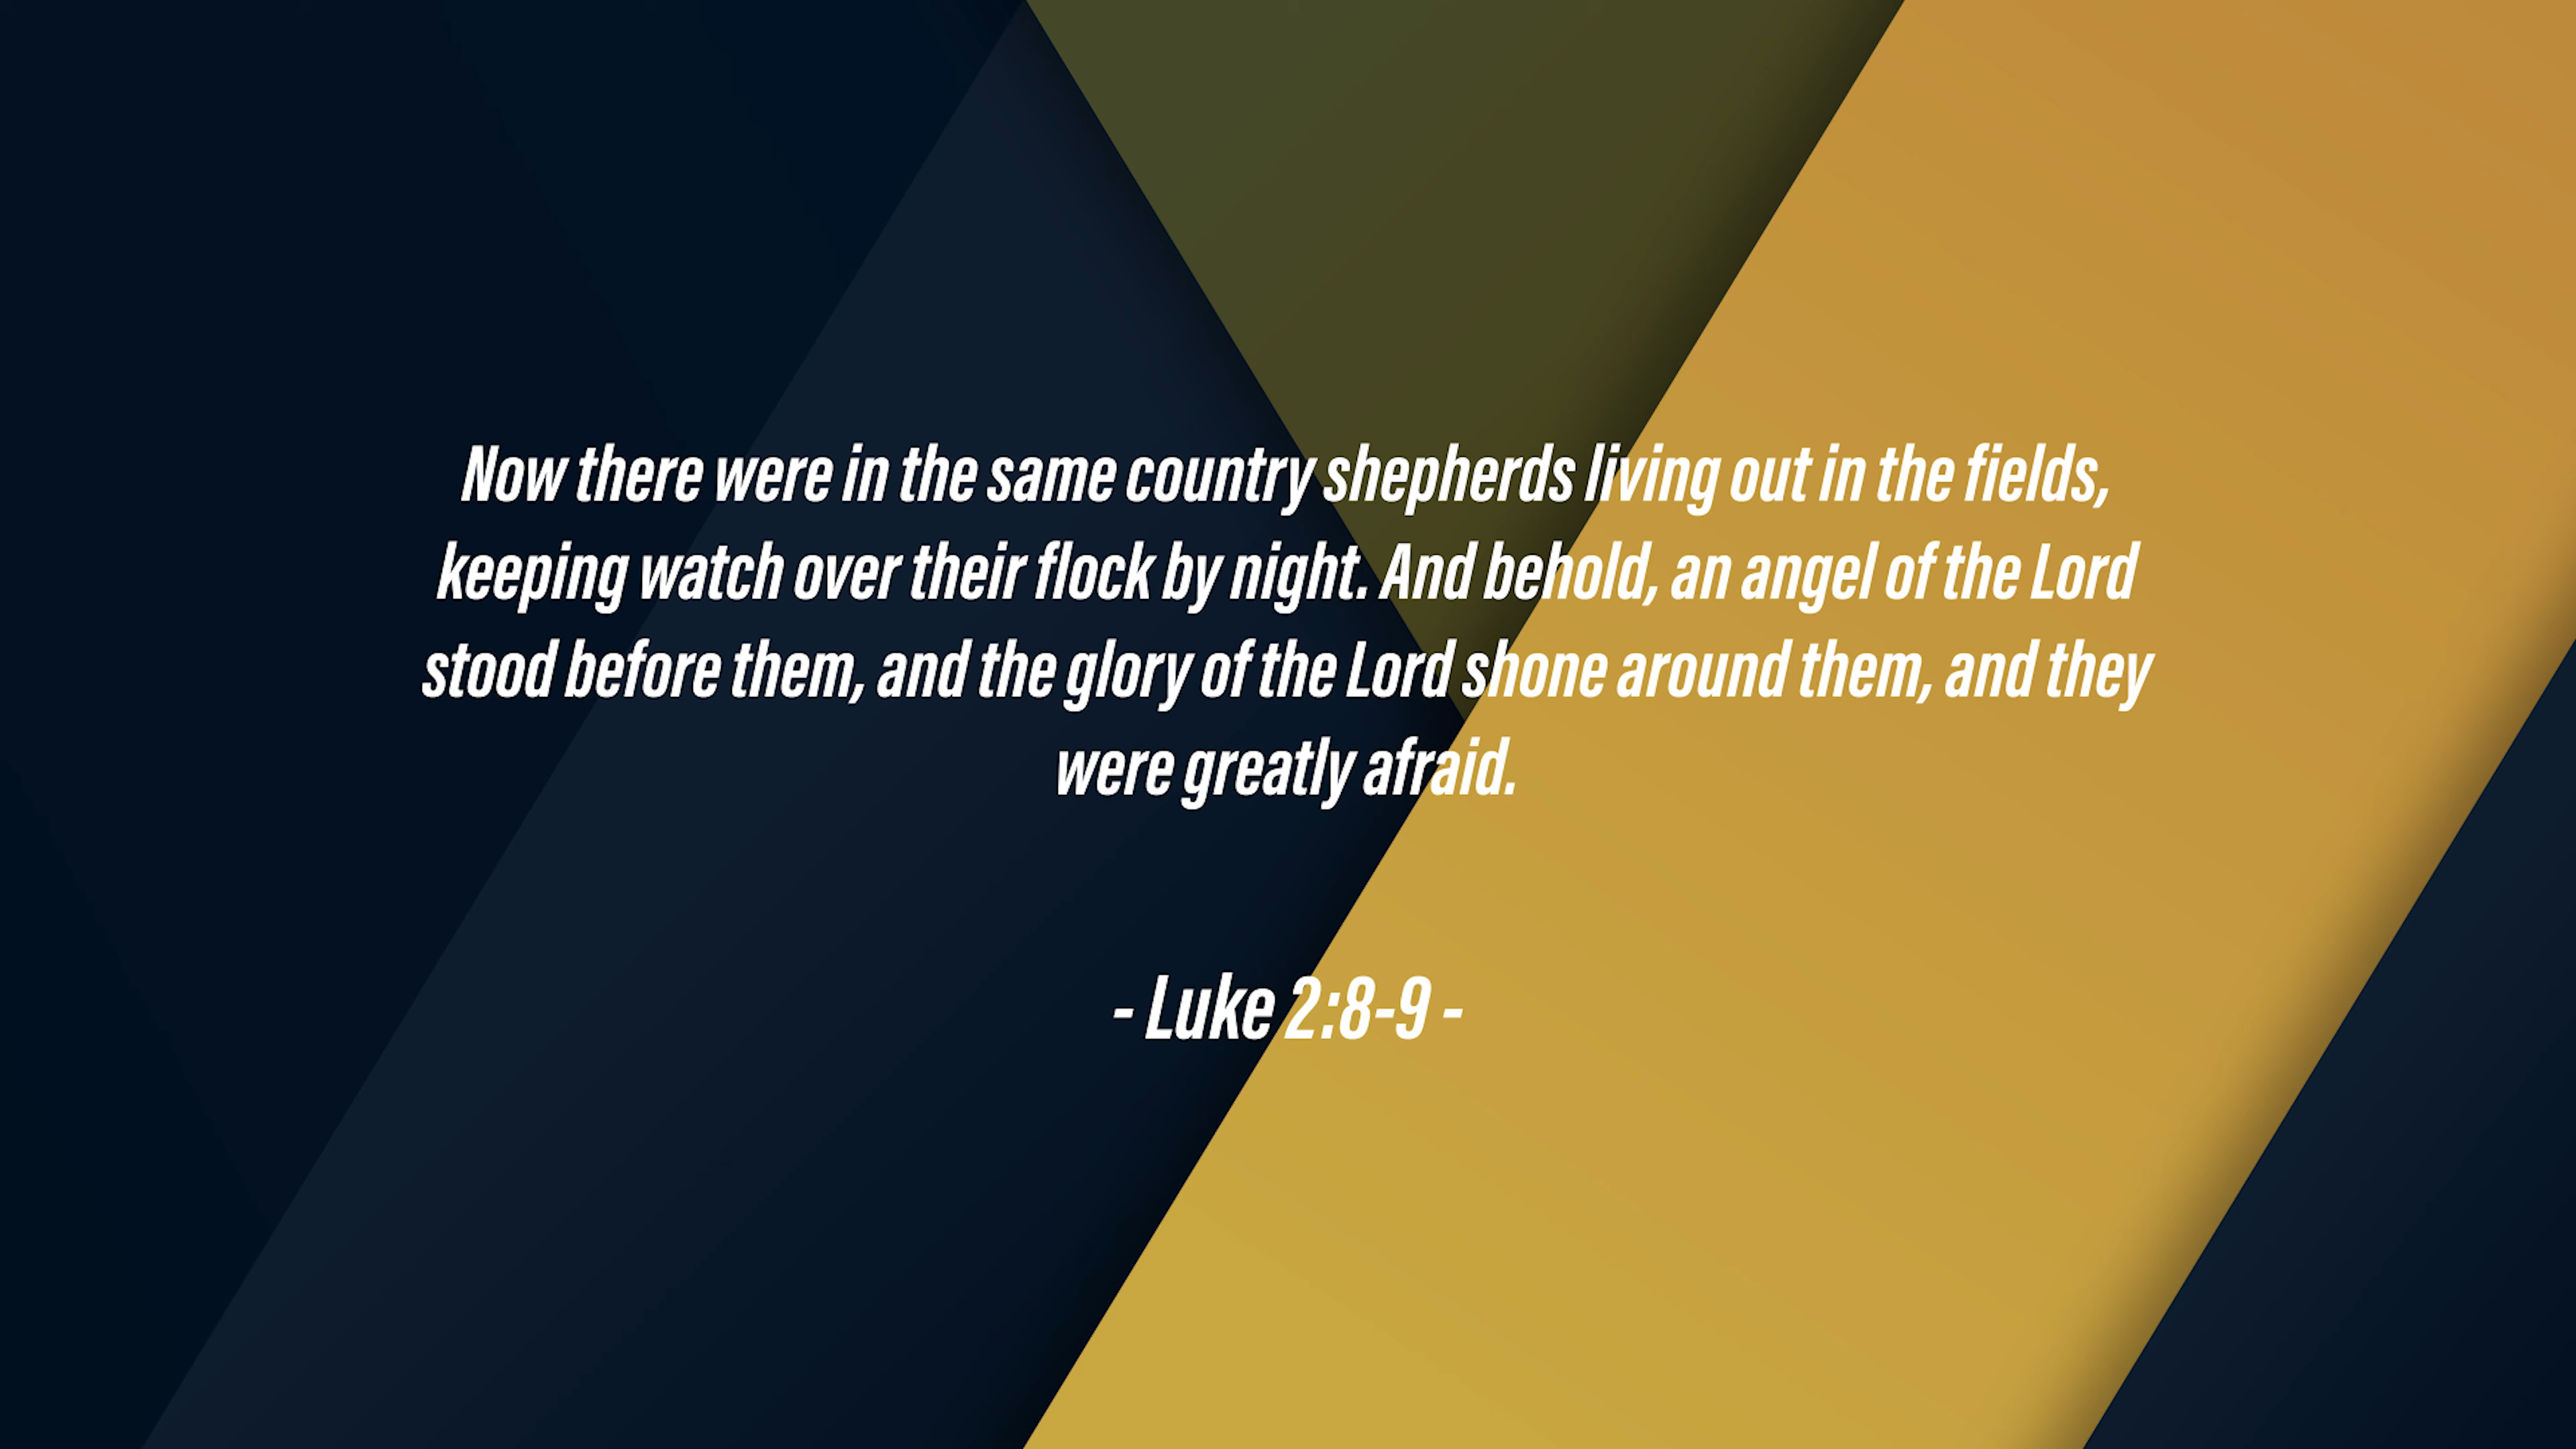 Now there were in the same country shepherds living out in the fields,
keeping watch over their flock by night. And behold, an angel of the Lord
stood before them, and the glory of the Lord shone around them, and they
were greatly afraid.
- Luke 2:8-9 -